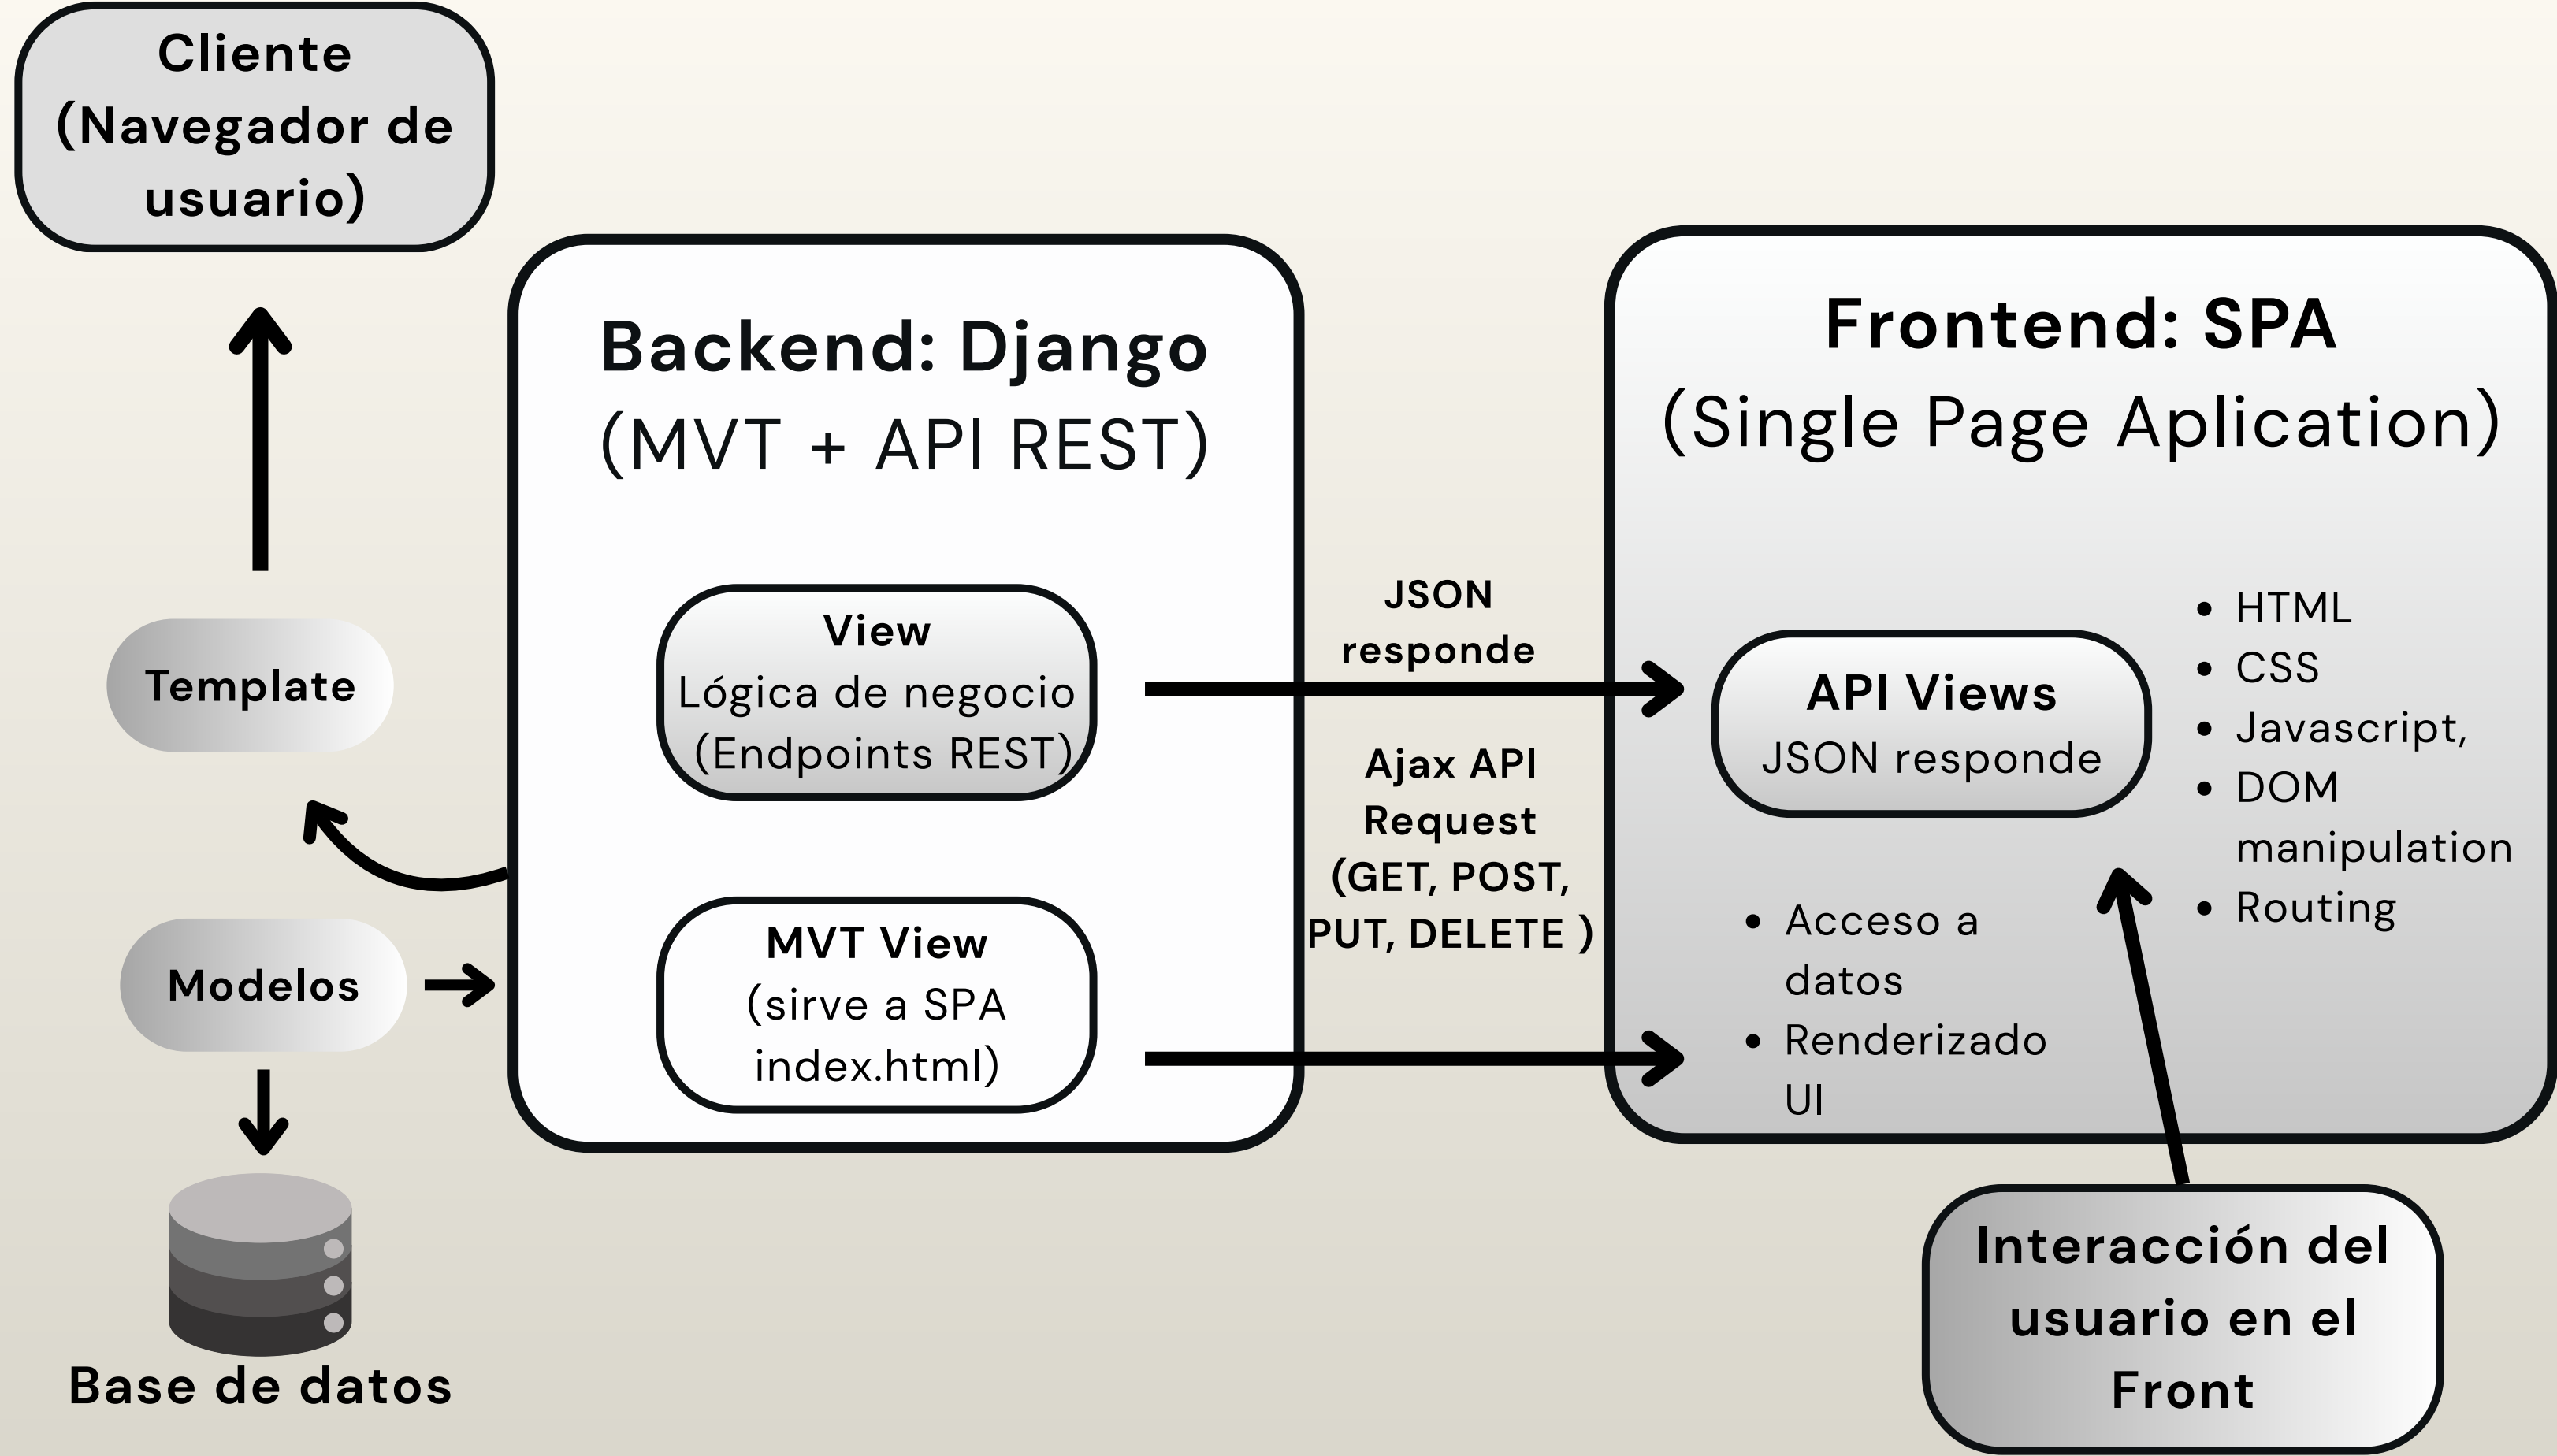 Cliente
(Navegador de
usuario)
Template
Modelos
Base de datos
Backend: Django
(MVT + API REST)
View
Lógica de negocio
(Endpoints REST)
MVT View
(sirve a SPA
index.html)
JSON
responde
Ajax API
Request
(GET, POST,
PUT, DELETE )
Frontend: SPA
(Single Page Aplication)
API Views
JSON responde
• Acceso a
datos
• Renderizado
UI
• HTML
• CSS
• Javascript,
• DOM
manipulation
• Routing
Interacción del
usuario en el
Front